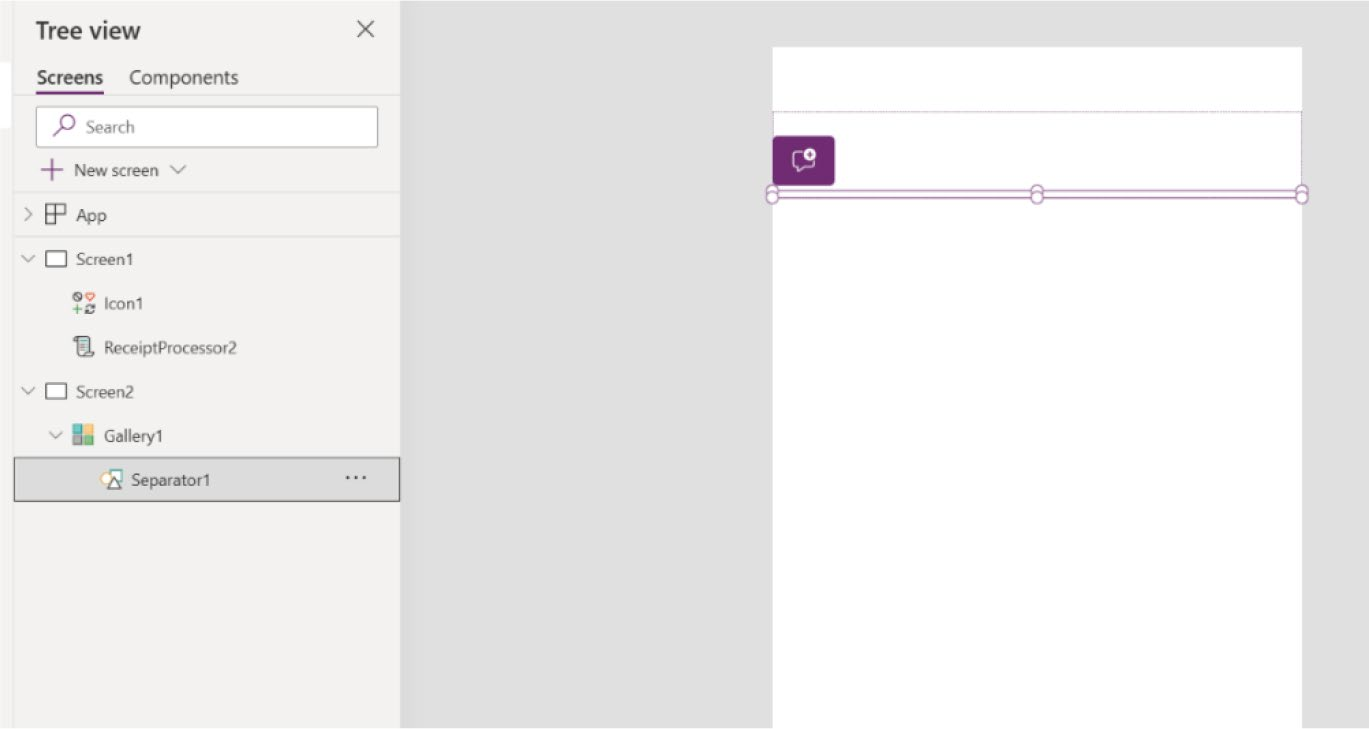 Tree view
Screens Components
Search
New screen
App
Screen1
Icon1
ReceiptProcessor2
Screen2
Gallery1
Separator1